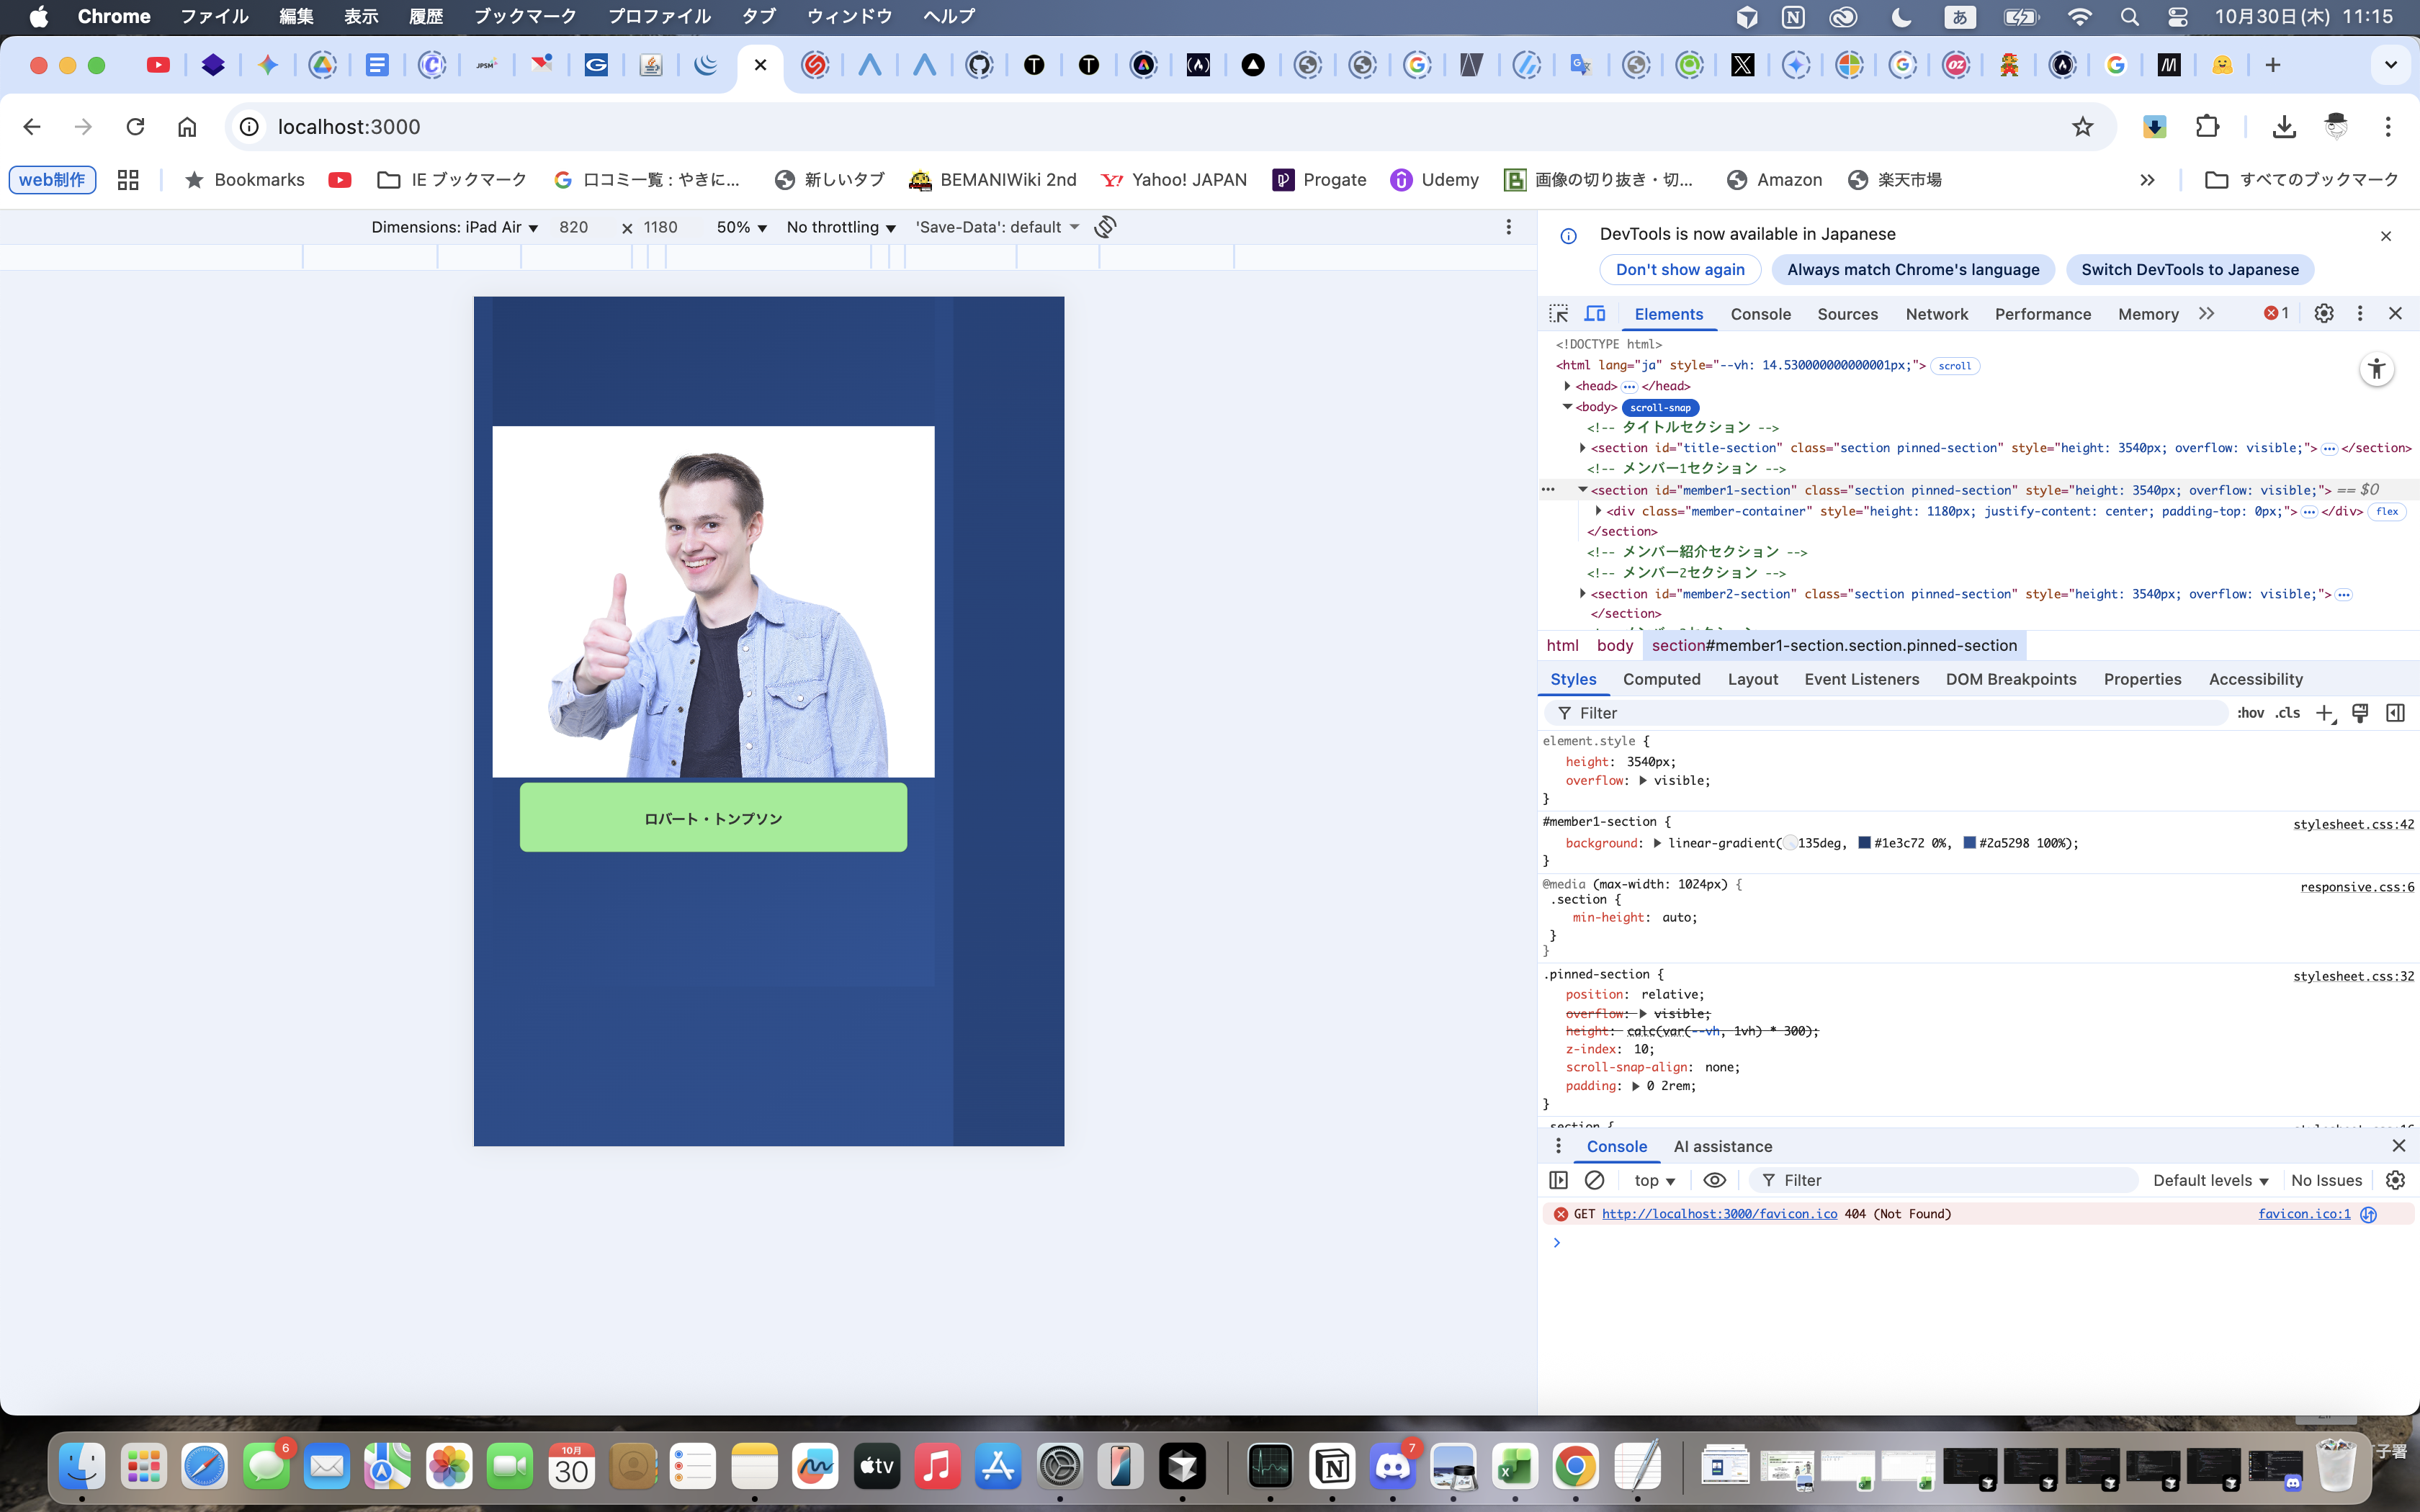 Chrome ファイル 編集 表示 履歴 ブックマーク プロファイル タブ ウィンドウ ヘルプ あ 10月30日(木) 11:15
localhost:3000
web制作 Bookmarks IE ブックマーク 口コミ一覧 : やきに... 新しいタブ BEMANIWiki 2nd Yahoo! JAPAN Progate Udemy 画像の切り抜き・切... Amazon 楽天市場 すべてのブックマーク
Dimensions: iPad Air 820 × 1180 50% No throttling 'Save-Data': default
DevTools is now available in Japanese
Don't show again Always match Chrome's language Switch DevTools to Japanese
Elements Console Sources Network Performance Memory 1
<!DOCTYPE html>
<html lang="ja" style="--vh: 14.530000000000001px;"> scroll
<head> ••• </head>
<body> scroll-snap
<!-- タイトルセクション -->
<section id="title-section" class="section pinned-section" style="height: 3540px; overflow: visible;"> ••• </section>
<!-- メンバー1セクション -->
<section id="member1-section" class="section pinned-section" style="height: 3540px; overflow: visible;"> == $0
<div class="member-container" style="height: 1180px; justify-content: center; padding-top: 0px;"> ••• </div> flex
</section>
<!-- メンバー紹介セクション -->
<!-- メンバー2セクション -->
<section id="member2-section" class="section pinned-section" style="height: 3540px; overflow: visible;"> •••
</section>
html body section#member1-section.section.pinned-section
Styles Computed Layout Event Listeners DOM Breakpoints Properties Accessibility
Filter :hov .cls
element.style {
height: 3540px;
overflow: visible;
}
#member1-section { stylesheet.css:42
background: linear-gradient(135deg, #1e3c72 0%, #2a5298 100%);
}
@media (max-width: 1024px) { responsive.css:6
.section {
min-height: auto;
}
}
.pinned-section { stylesheet.css:32
position: relative;
overflow: visible;
height: calc(var(--vh, 1vh) * 300);
z-index: 10;
scroll-snap-align: none;
padding: 0 2rem;
}
ロバート・トンプソン
Console AI assistance
top Filter Default levels No Issues
GET http://localhost:3000/favicon.ico 404 (Not Found) favicon.ico:1
6 10月 30 tv 7 子署